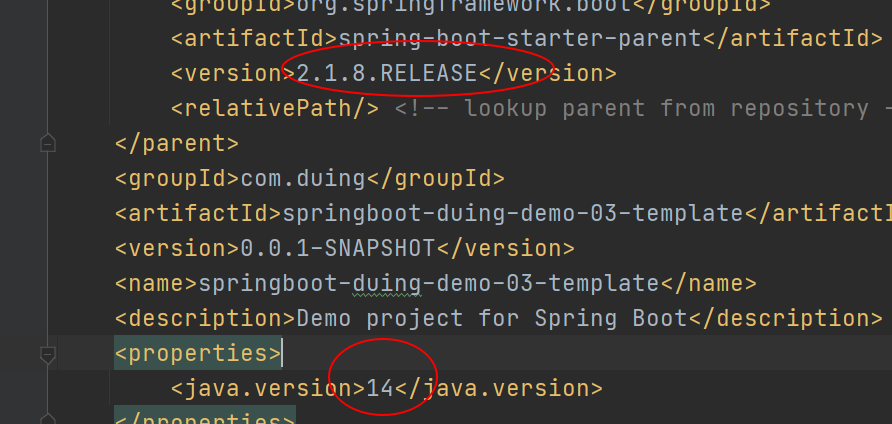 <groupId>org.springframework.boot</groupId>
<artifactId>spring-boot-starter-parent</artifactId>
<version>2.1.8.RELEASE</version>
<relativePath/> <!-- lookup parent from repository -
</parent>
<groupId>com.duing</groupId>
<artifactId>springboot-duing-demo-03-template</artifactI
<version>0.0.1-SNAPSHOT</version>
<name>springboot-duing-demo-03-template</name>
<description>Demo project for Spring Boot</description>
<properties>
<java.version>14</java.version>
</properties>